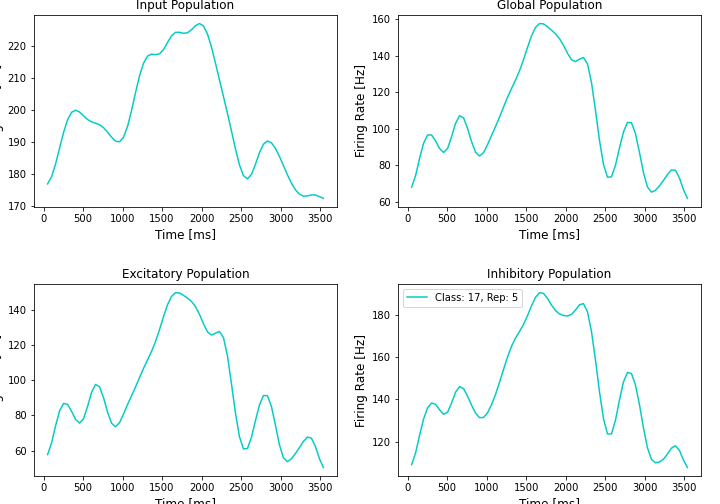 Input Population
Global Population
220
210
200
190
180
170
0 500 1000 1500 2000 2500 3000 3500
Time [ms]
Firing Rate [Hz]
160
140
120
100
80
60
0 500 1000 1500 2000 2500 3000 3500
Time [ms]
Excitatory Population
Inhibitory Population
140
120
100
80
60
0 500 1000 1500 2000 2500 3000 3500
Time [ms]
Class: 17, Rep: 5
Firing Rate [Hz]
180
160
140
120
0 500 1000 1500 2000 2500 3000 3500
Time [ms]